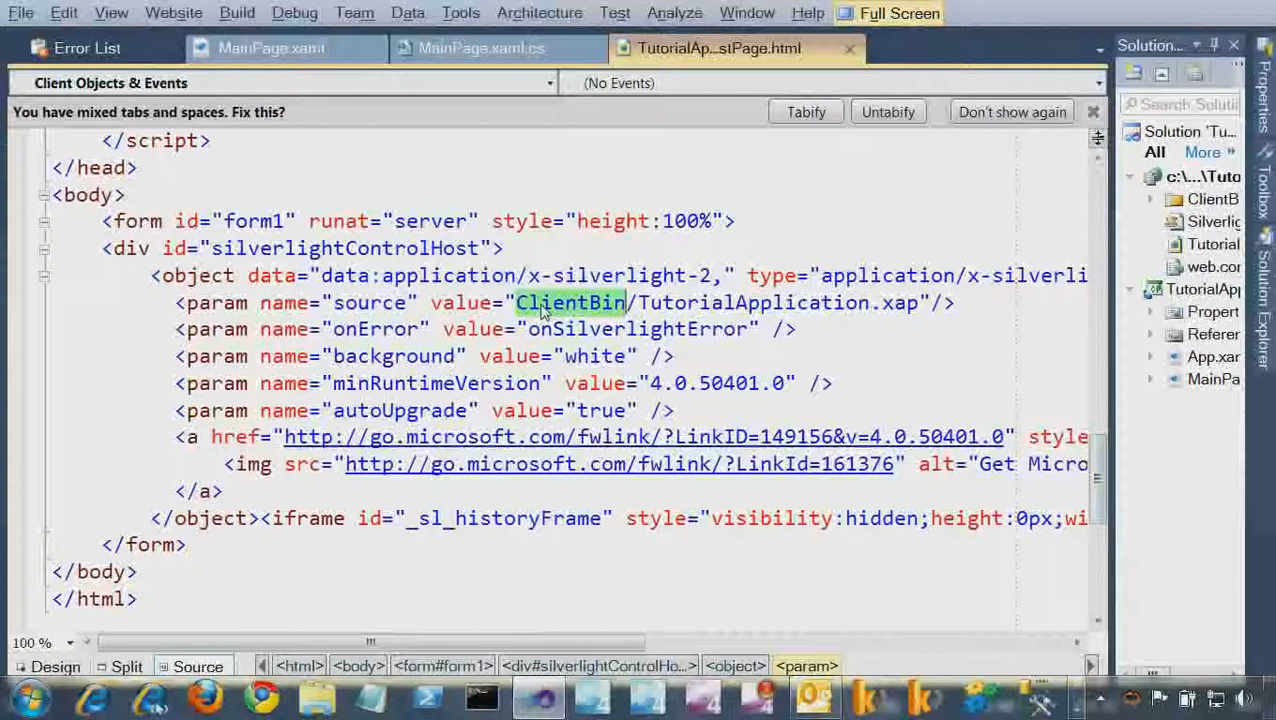 File Edit View Website Build Debug Team Data Tools Architecture Test Analyze Window Help Full Screen
Error List MainPage.xaml MainPage.xaml.cs TutorialAp...stPage.html Solution...
Client Objects & Events (No Events)
You have mixed tabs and spaces. Fix this? Tabify Untabify Don't show again
</script>
</head>
<body>
<form id="form1" runat="server" style="height:100%">
<div id="silverlightControlHost">
<object data="data:application/x-silverlight-2," type="application/x-silverli
<param name="source" value="ClientBin/TutorialApplication.xap"/>
<param name="onError" value="onSilverlightError" />
<param name="background" value="white" />
<param name="minRuntimeVersion" value="4.0.50401.0" />
<param name="autoUpgrade" value="true" />
<a href="http://go.microsoft.com/fwlink/?LinkID=149156&v=4.0.50401.0" style
<img src="http://go.microsoft.com/fwlink/?LinkId=161376" alt="Get Micro
</a>
</object><iframe id="_sl_historyFrame" style="visibility:hidden;height:0px;wi
</form>
</body>
</html>
100 %
Design Split Source <html> <body> <form#form1> <div#silverlightControlHo...> <object> <param>
Search Soluti
Solution 'Tu...
All More »
c:\...\Tuto
ClientB
Silverlig
Tutorial
web.con
TutorialApp
Propert
Referer
App.xar
MainPa
Properties
Toolbox
Solution Explorer